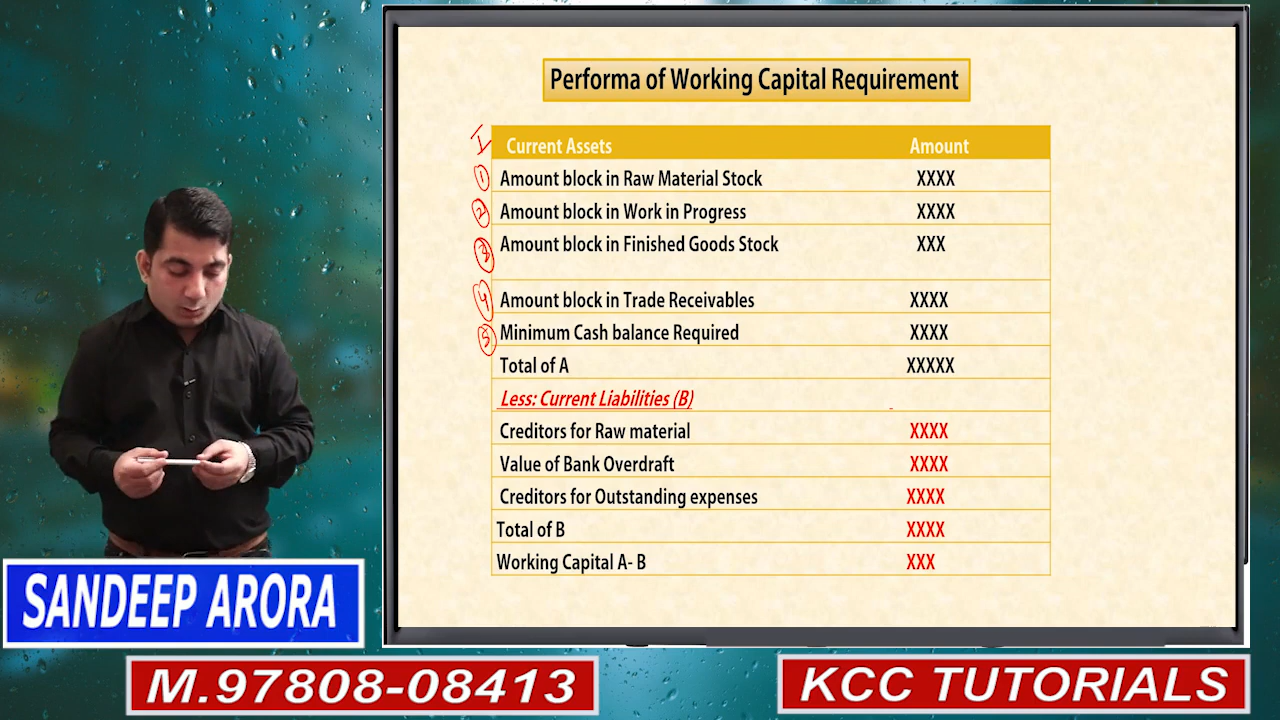 Performa of Working Capital Requirement
I Current Assets Amount
1 Amount block in Raw Material Stock XXXX
2 Amount block in Work in Progress XXXX
3 Amount block in Finished Goods Stock XXX
4 Amount block in Trade Receivables XXXX
5 Minimum Cash balance Required XXXX
Total of A XXXXX
Less: Current Liabilities (B)
Creditors for Raw material XXXX
Value of Bank Overdraft XXXX
Creditors for Outstanding expenses XXXX
Total of B XXXX
Working Capital A- B XXX
SANDEEP ARORA
M.97808-08413
KCC TUTORIALS